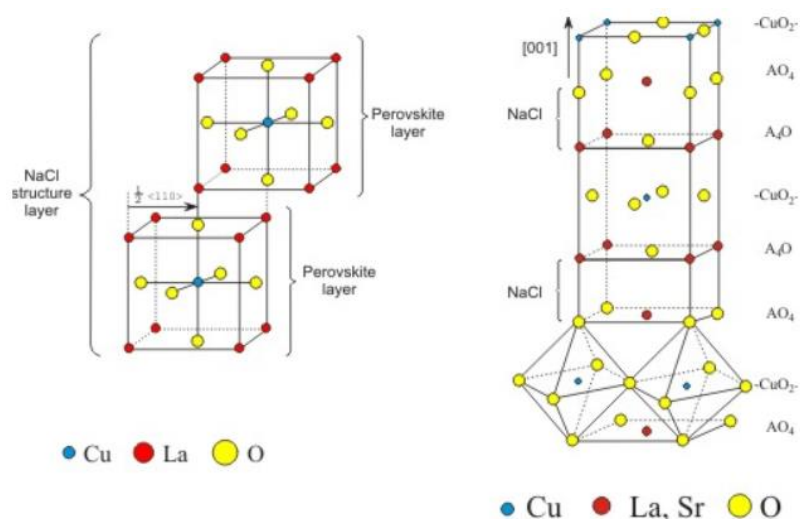 NaCl
structure
layer
½ <110>
Perovskite
layer
Perovskite
layer
Cu La O
[001]
NaCl
NaCl
-CuO₂-
AO₄
A₄O
-CuO₂-
A₄O
AO₄
-CuO₂-
AO₄
Cu La, Sr O